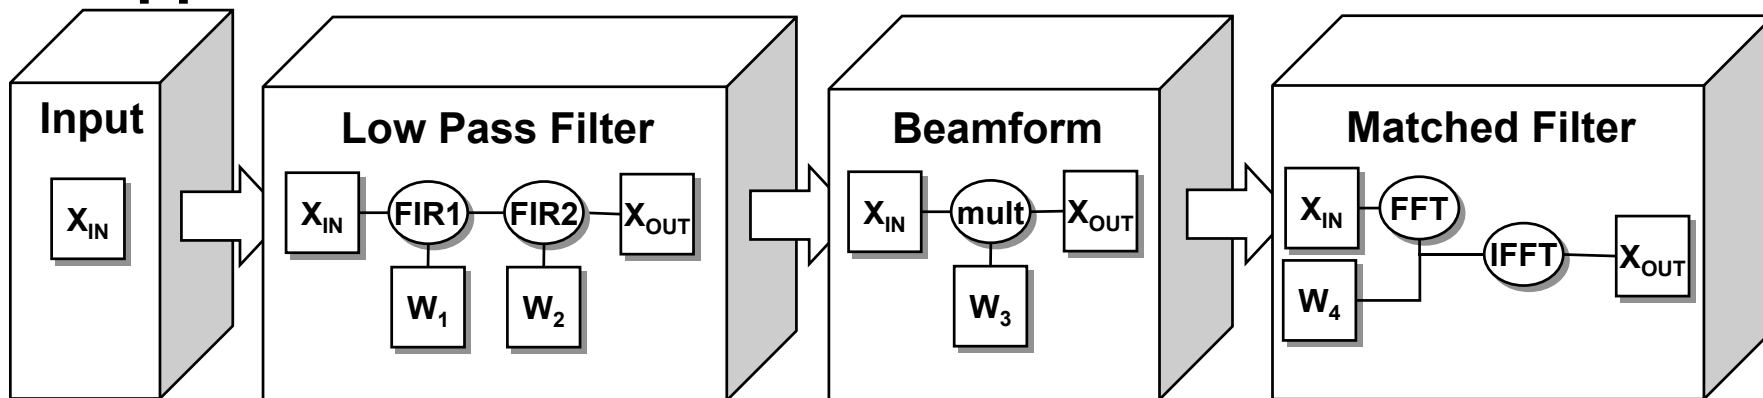 Input
X_IN
Low Pass Filter
X_IN FIR1 FIR2 X_OUT
W_1 W_2
Beamform
X_IN mult X_OUT
W_3
Matched Filter
X_IN FFT
IFFT X_OUT
W_4